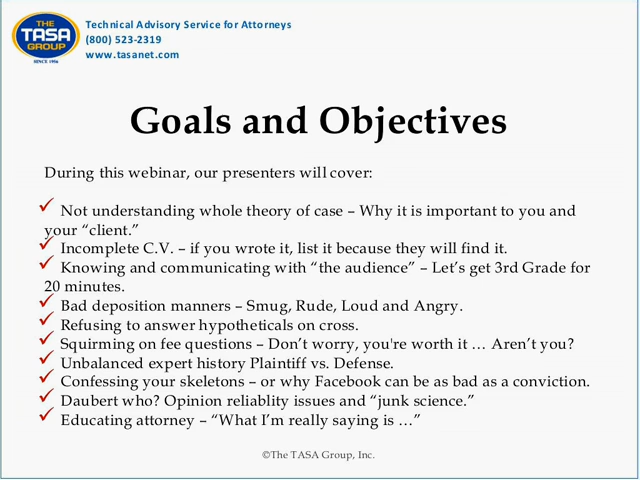 THE
TASA
GROUP
SINCE 1956
Technical Advisory Service for Attorneys
(800) 523-2319
www.tasanet.com
Goals and Objectives
During this webinar, our presenters will cover:
Not understanding whole theory of case – Why it is important to you and
your “client.”
Incomplete C.V. – if you wrote it, list it because they will find it.
Knowing and communicating with “the audience” – Let’s get 3rd Grade for
20 minutes.
Bad deposition manners – Smug, Rude, Loud and Angry.
Refusing to answer hypotheticals on cross.
Squirming on fee questions – Don’t worry, you're worth it … Aren’t you?
Unbalanced expert history Plaintiff vs. Defense.
Confessing your skeletons – or why Facebook can be as bad as a conviction.
Daubert who? Opinion reliablity issues and “junk science.”
Educating attorney – “What I’m really saying is …”
©The TASA Group, Inc.